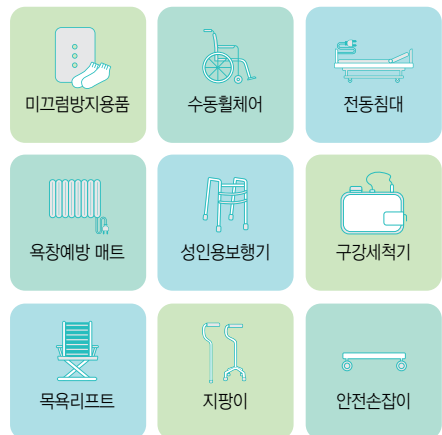 미끄럼방지용품
수동휠체어
전동침대
욕창예방 매트
성인용보행기
구강세척기
목욕리프트
지팡이
안전손잡이